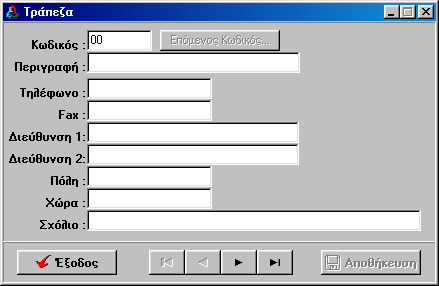 Τράπεζα
Κωδικός : 00 Επόμενος Κωδικός...
Περιγραφή :
Τηλέφωνο :
Fax :
Διεύθυνση 1:
Διεύθυνση 2:
Πόλη :
Χώρα :
Σχόλιο :
Έξοδος Αποθήκευση